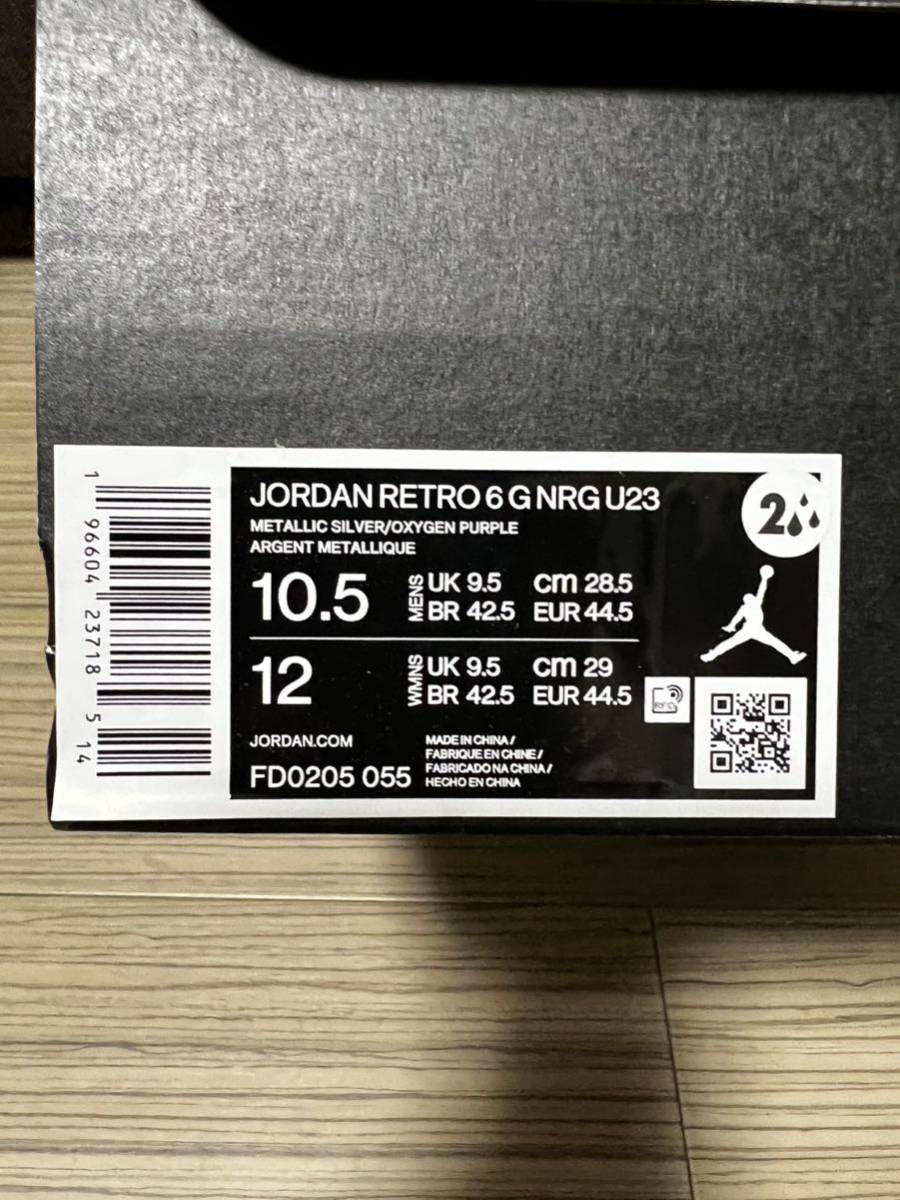 1 96604 23718 5 14
JORDAN RETRO 6 G NRG U23
METALLIC SILVER/OXYGEN PURPLE
ARGENT METALLIQUE
10.5 MENS UK 9.5 cm 28.5
BR 42.5 EUR 44.5
12 WMNS UK 9.5 cm 29
BR 42.5 EUR 44.5
JORDAN.COM
FD0205 055
MADE IN CHINA /
FABRIQUE EN CHINE /
FABRICADO NA CHINA /
HECHO EN CHINA
2
RFID